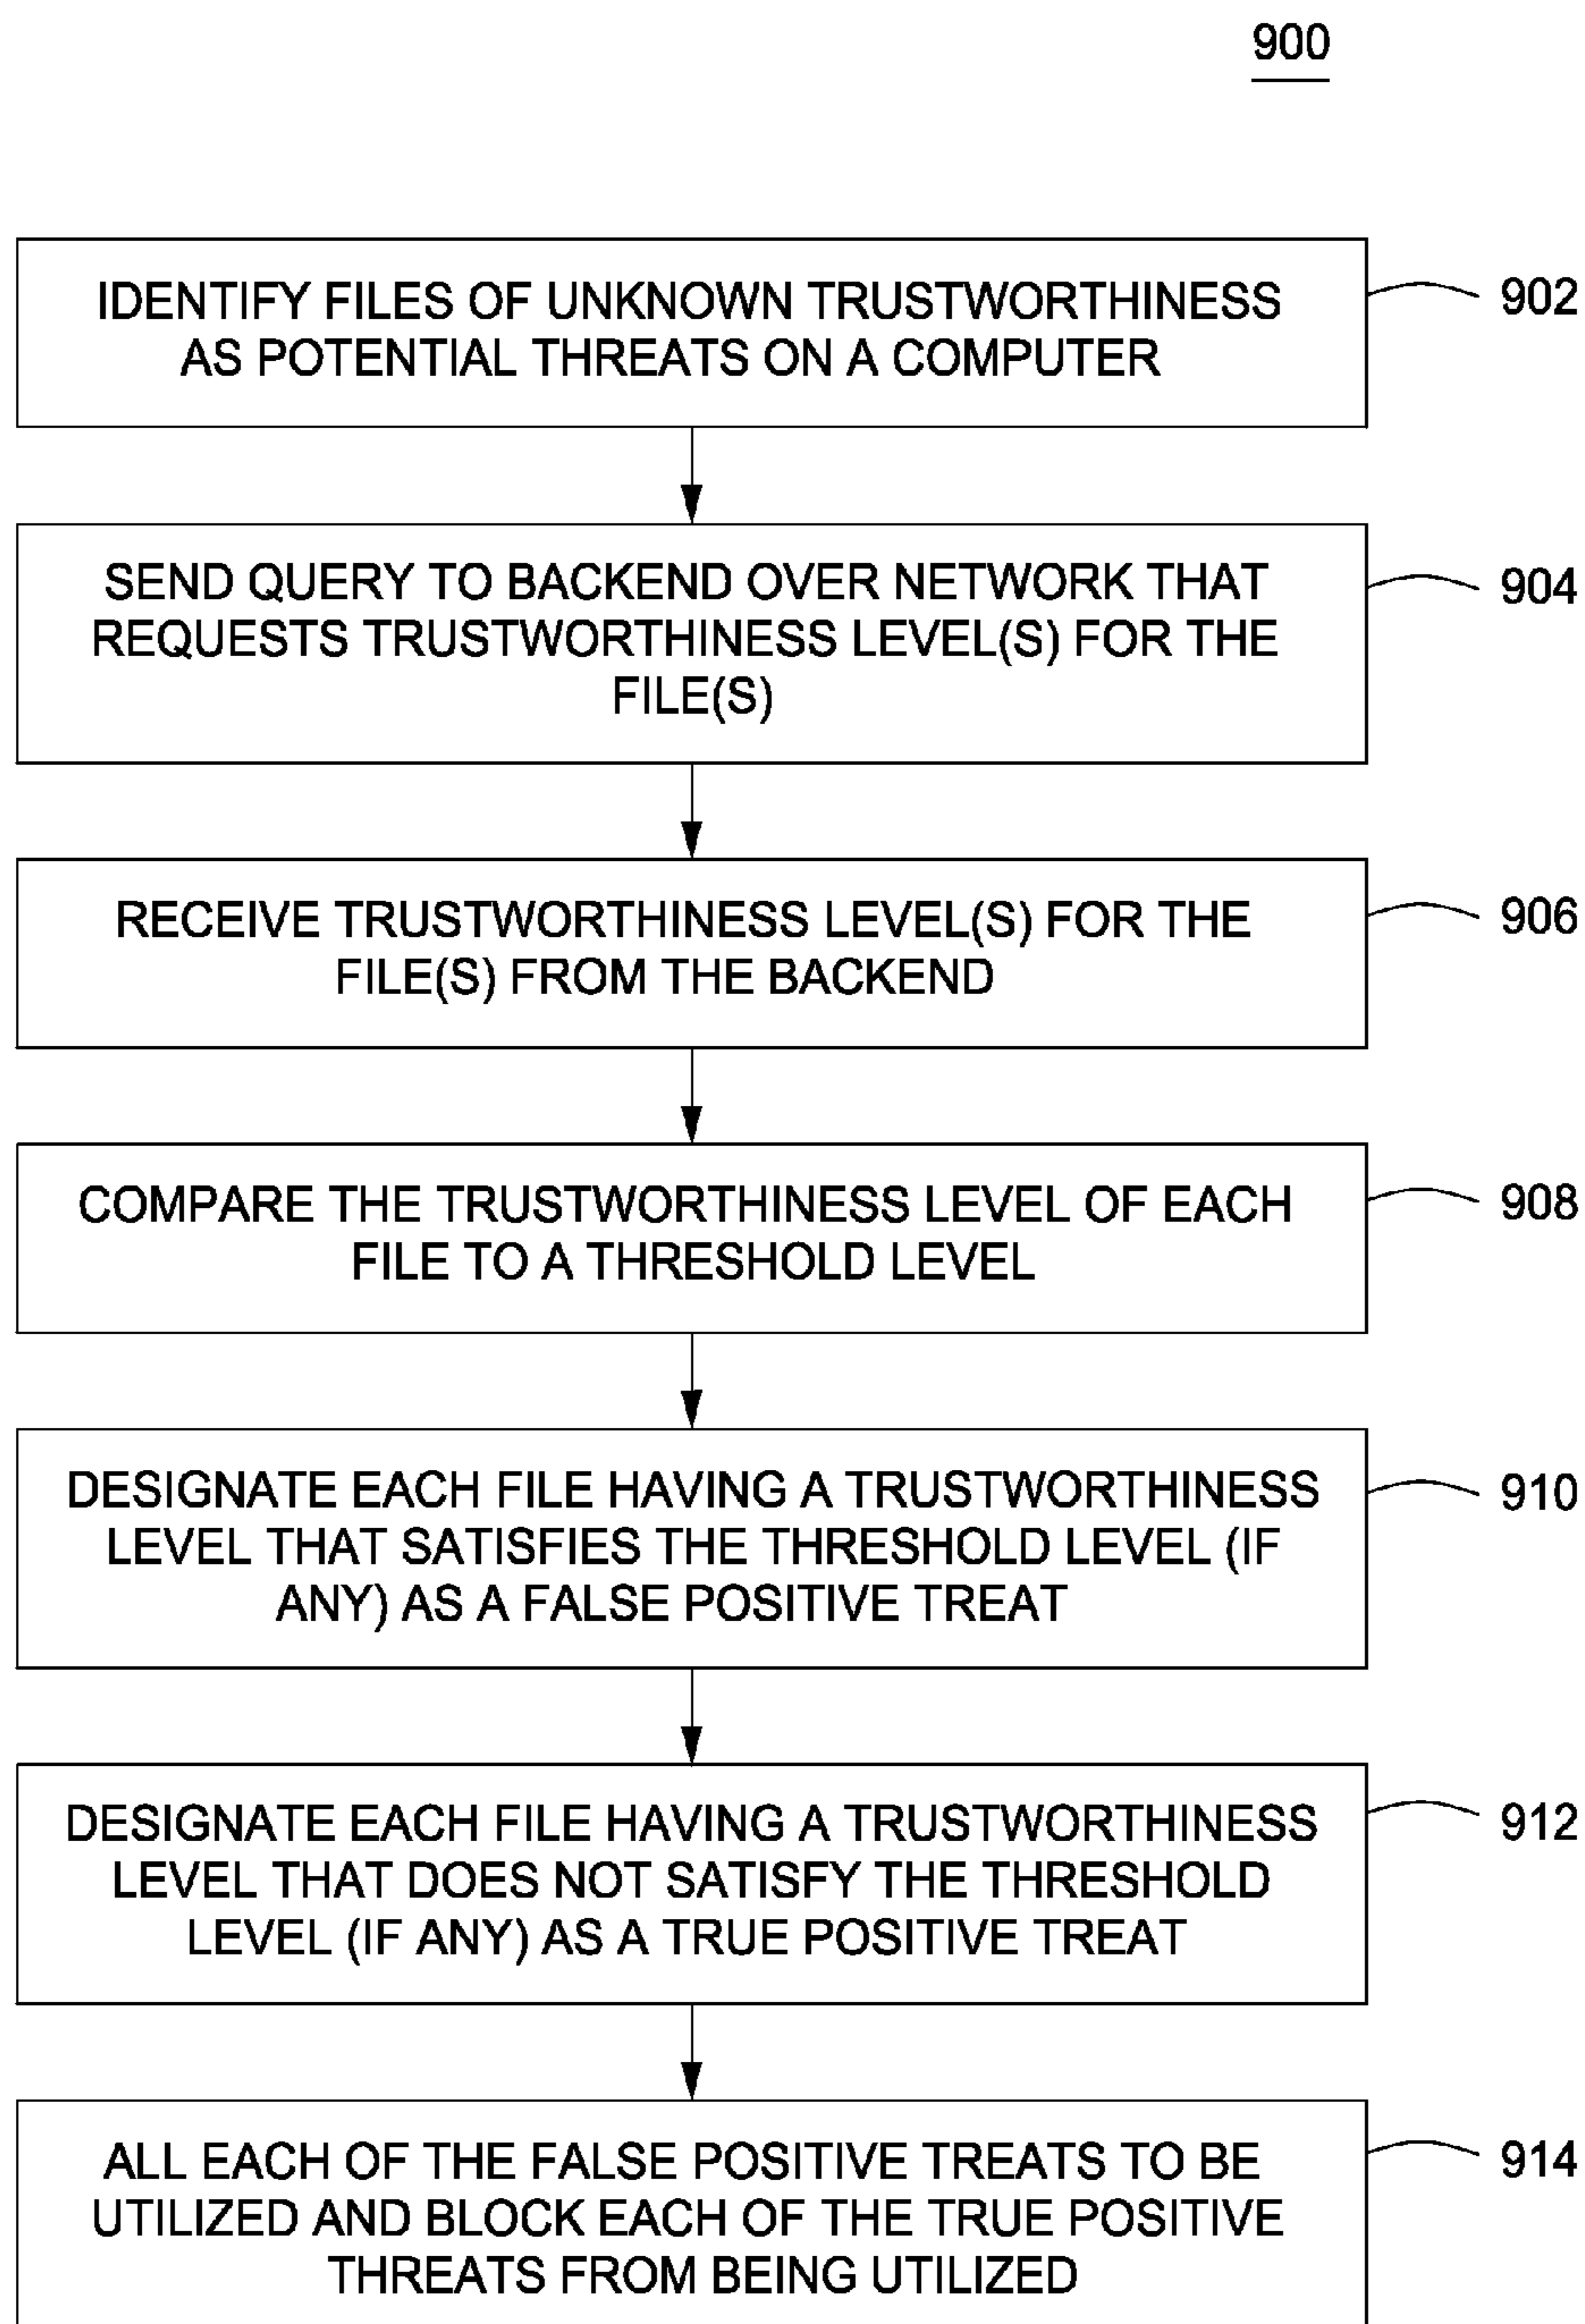 900
IDENTIFY FILES OF UNKNOWN TRUSTWORTHINESS
AS POTENTIAL THREATS ON A COMPUTER
902
SEND QUERY TO BACKEND OVER NETWORK THAT
REQUESTS TRUSTWORTHINESS LEVEL(S) FOR THE
FILE(S)
904
RECEIVE TRUSTWORTHINESS LEVEL(S) FOR THE
FILE(S) FROM THE BACKEND
906
COMPARE THE TRUSTWORTHINESS LEVEL OF EACH
FILE TO A THRESHOLD LEVEL
908
DESIGNATE EACH FILE HAVING A TRUSTWORTHINESS
LEVEL THAT SATISFIES THE THRESHOLD LEVEL (IF
ANY) AS A FALSE POSITIVE TREAT
910
DESIGNATE EACH FILE HAVING A TRUSTWORTHINESS
LEVEL THAT DOES NOT SATISFY THE THRESHOLD
LEVEL (IF ANY) AS A TRUE POSITIVE TREAT
912
ALL EACH OF THE FALSE POSITIVE TREATS TO BE
UTILIZED AND BLOCK EACH OF THE TRUE POSITIVE
THREATS FROM BEING UTILIZED
914